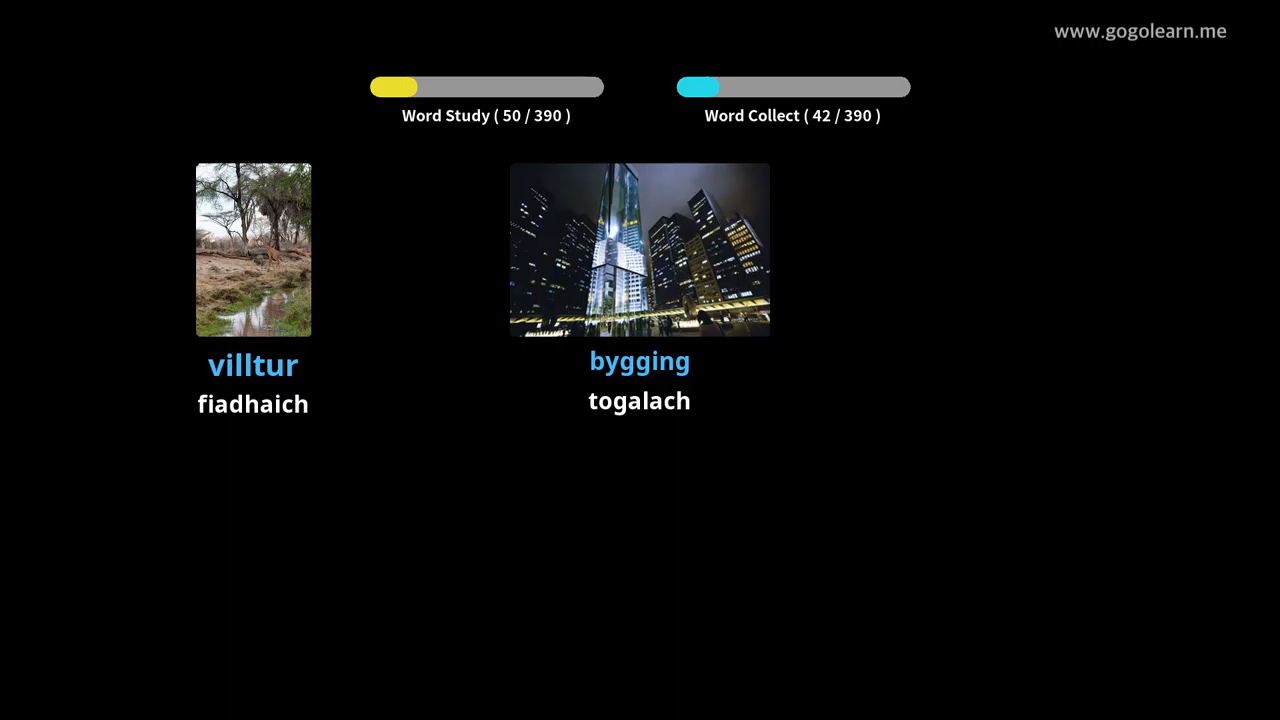 www.gogolearn.me
Word Study ( 50 / 390 )
Word Collect ( 42 / 390 )
villtur
fiadhaich
bygging
togalach